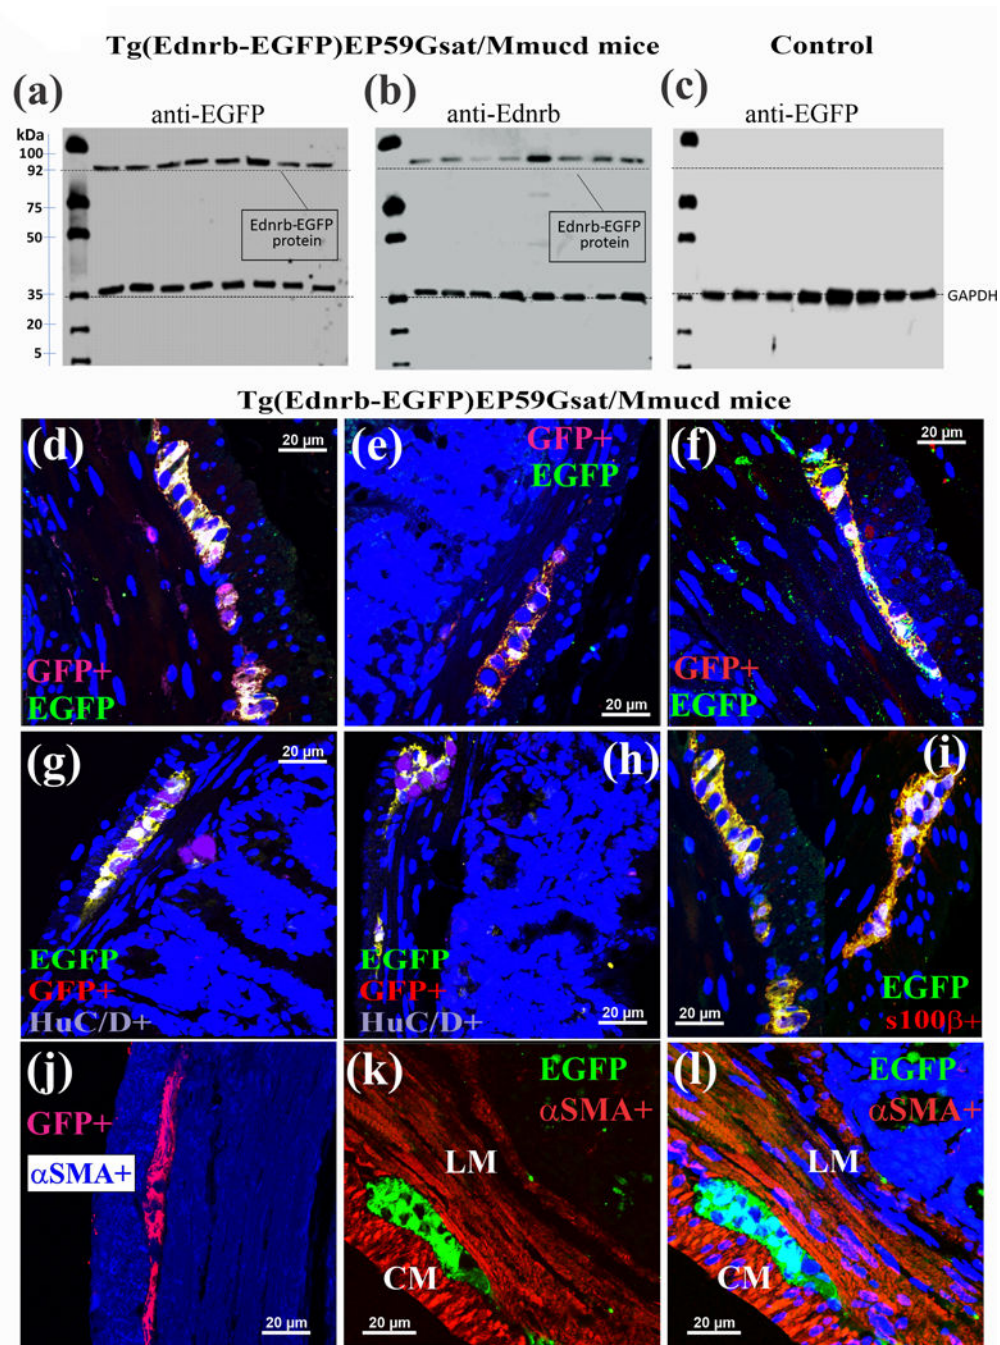 Tg(Ednrb-EGFP)EP59Gsat/Mmucd mice
Control
(a)
anti-EGFP
(b)
anti-Ednrb
(c)
anti-EGFP
kDa
100
92
75
50
35
20
5
Ednrb-EGFP
protein
Ednrb-EGFP
protein
GAPDH
Tg(Ednrb-EGFP)EP59Gsat/Mmucd mice
(d)
20 µm
GFP+
EGFP
(e)
GFP+
EGFP
20 µm
(f)
20 µm
GFP+
EGFP
(g)
20 µm
EGFP
GFP+
HuC/D+
(h)
EGFP
GFP+
HuC/D+
(i)
EGFP
s100β+
20 µm
(j)
GFP+
αSMA+
20 µm
(k)
EGFP
αSMA+
LM
CM
20 µm
(l)
EGFP
αSMA+
LM
CM
20 µm